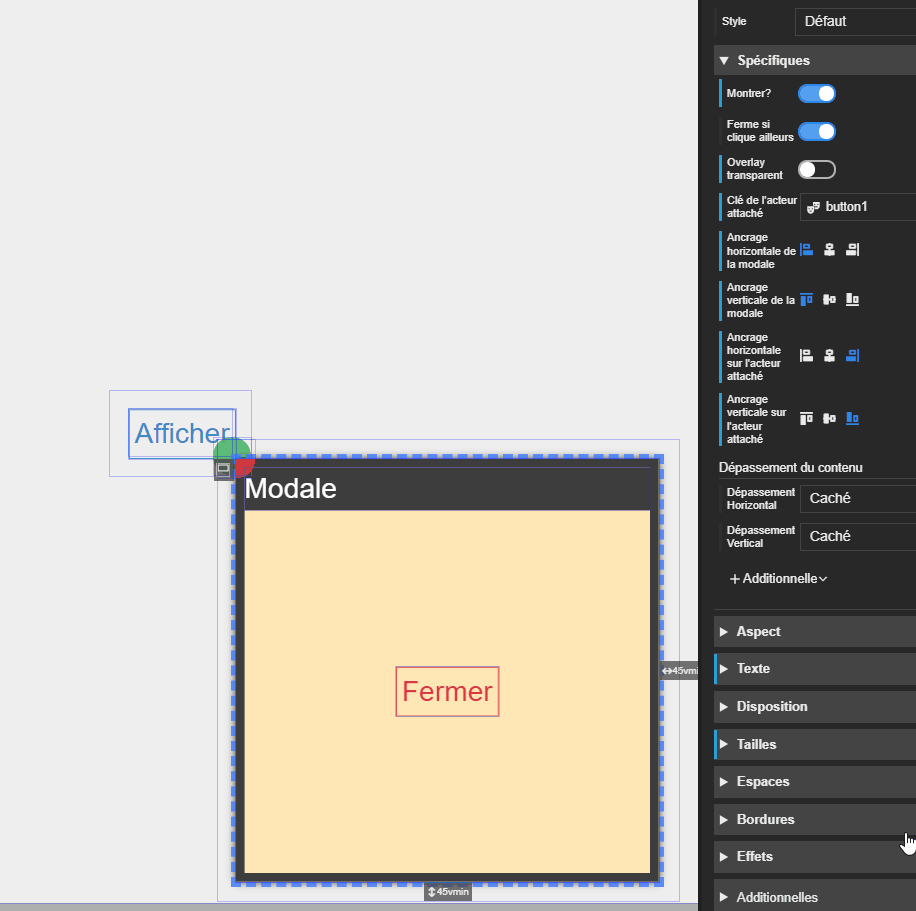 Style
Défaut
Spécifiques
Montrer?
Ferme si
clique ailleurs
Overlay
transparent
Clé de l'acteur
attaché
button1
Ancrage
horizontale de
la modale
Ancrage
verticale de la
modale
Ancrage
horizontale
sur l'acteur
attaché
Ancrage
verticale sur
l'acteur
attaché
Dépassement du contenu
Dépassement
Horizontal
Caché
Dépassement
Vertical
Caché
+ Additionnelle
Aspect
Texte
Disposition
Tailles
Espaces
Bordures
Effets
Additionnelles
Afficher
Modale
Fermer
45vmi
45vmin